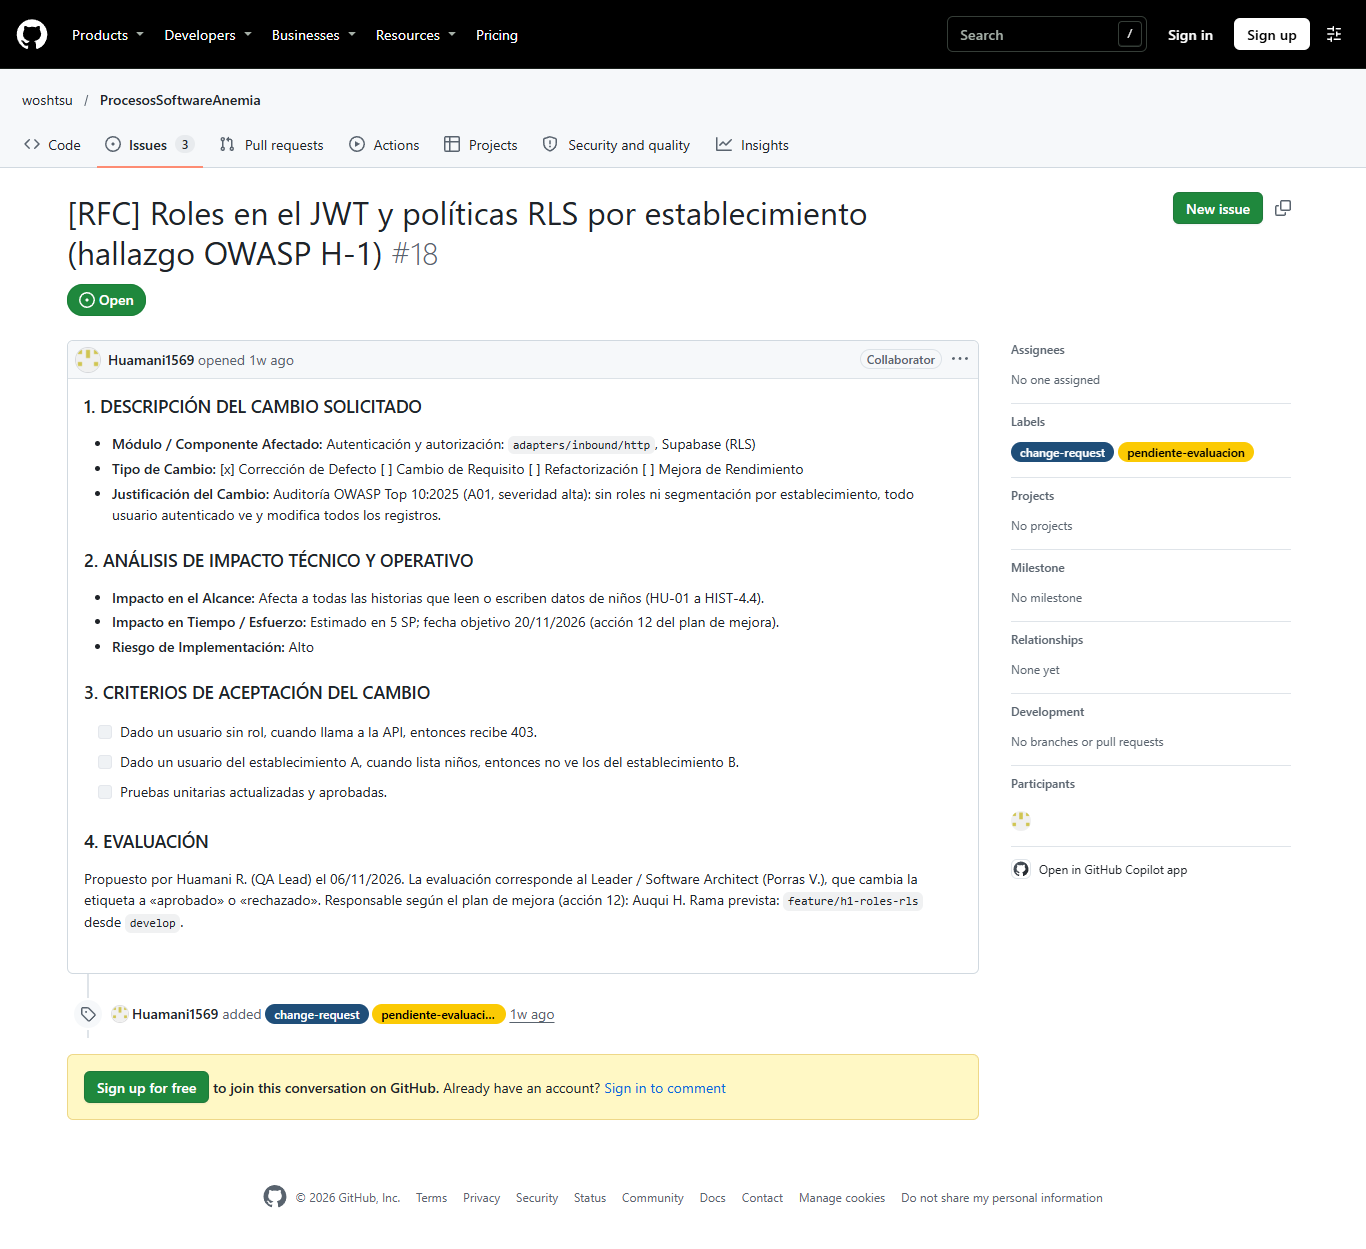 Products Developers Businesses Resources Pricing Search / Sign in Sign up
woshtsu / ProcesosSoftwareAnemia
Code Issues 3 Pull requests Actions Projects Security and quality Insights
[RFC] Roles en el JWT y políticas RLS por establecimiento
(hallazgo OWASP H-1) #18
New issue
Open
Huamani1569 opened 1w ago
Collaborator
1. DESCRIPCIÓN DEL CAMBIO SOLICITADO
Módulo / Componente Afectado: Autenticación y autorización: adapters/inbound/http, Supabase (RLS)
Tipo de Cambio: [x] Corrección de Defecto [ ] Cambio de Requisito [ ] Refactorización [ ] Mejora de Rendimiento
Justificación del Cambio: Auditoría OWASP Top 10:2025 (A01, severidad alta): sin roles ni segmentación por establecimiento, todo
usuario autenticado ve y modifica todos los registros.
2. ANÁLISIS DE IMPACTO TÉCNICO Y OPERATIVO
Impacto en el Alcance: Afecta a todas las historias que leen o escriben datos de niños (HU-01 a HIST-4.4).
Impacto en Tiempo / Esfuerzo: Estimado en 5 SP; fecha objetivo 20/11/2026 (acción 12 del plan de mejora).
Riesgo de Implementación: Alto
3. CRITERIOS DE ACEPTACIÓN DEL CAMBIO
Dado un usuario sin rol, cuando llama a la API, entonces recibe 403.
Dado un usuario del establecimiento A, cuando lista niños, entonces no ve los del establecimiento B.
Pruebas unitarias actualizadas y aprobadas.
4. EVALUACIÓN
Propuesto por Huamani R. (QA Lead) el 06/11/2026. La evaluación corresponde al Leader / Software Architect (Porras V.), que cambia la
etiqueta a «aprobado» o «rechazado». Responsable según el plan de mejora (acción 12): Auqui H. Rama prevista: feature/h1-roles-rls
desde develop.
Huamani1569 added change-request pendiente-evaluaci... 1w ago
Sign up for free to join this conversation on GitHub. Already have an account? Sign in to comment
Assignees
No one assigned
Labels
change-request pendiente-evaluacion
Projects
No projects
Milestone
No milestone
Relationships
None yet
Development
No branches or pull requests
Participants
Open in GitHub Copilot app
© 2026 GitHub, Inc. Terms Privacy Security Status Community Docs Contact Manage cookies Do not share my personal information